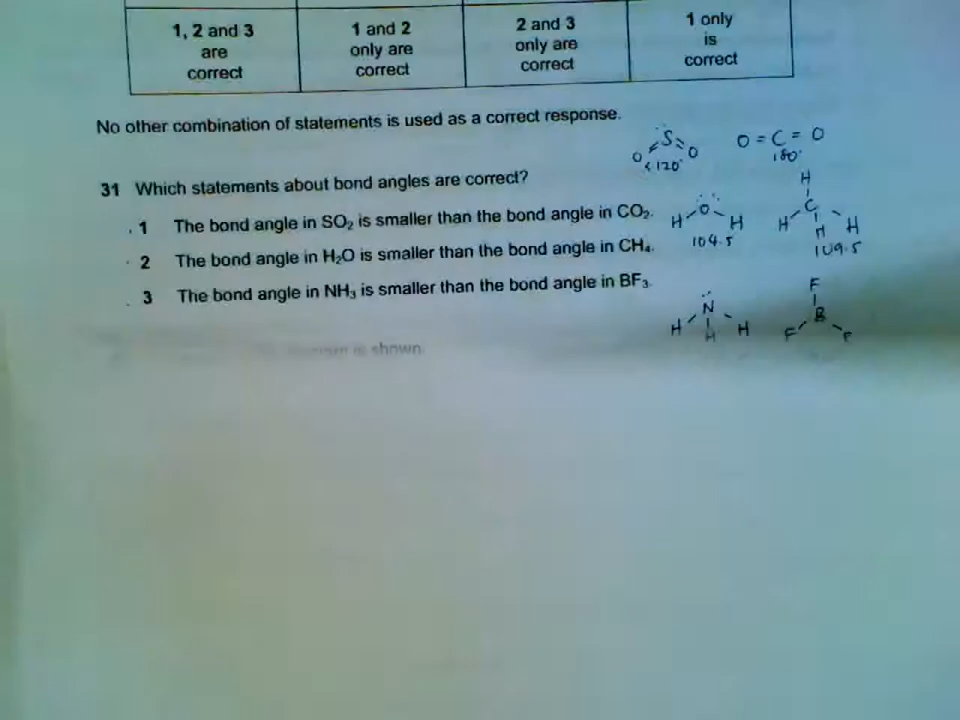 1, 2 and 3
are
correct
1 and 2
only are
correct
2 and 3
only are
correct
1 only
is
correct
No other combination of statements is used as a correct response.
S
O O
<120°
O = C = O
180°
31 Which statements about bond angles are correct?
1 The bond angle in SO₂ is smaller than the bond angle in CO₂.
2 The bond angle in H₂O is smaller than the bond angle in CH₄.
3 The bond angle in NH₃ is smaller than the bond angle in BF₃.
O
H H
104.5
H
C
H H H
109.5
N
H H H
F
B
F F
is shown.